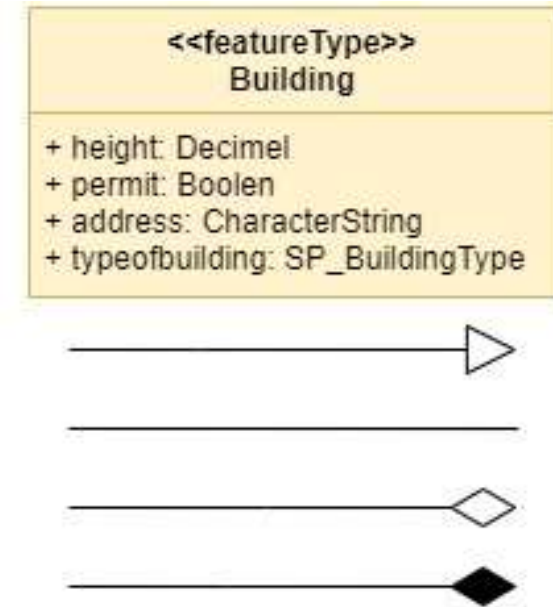 <<featureType>>
Building
+ height: Decimel
+ permit: Boolen
+ address: CharacterString
+ typeofbuilding: SP_BuildingType